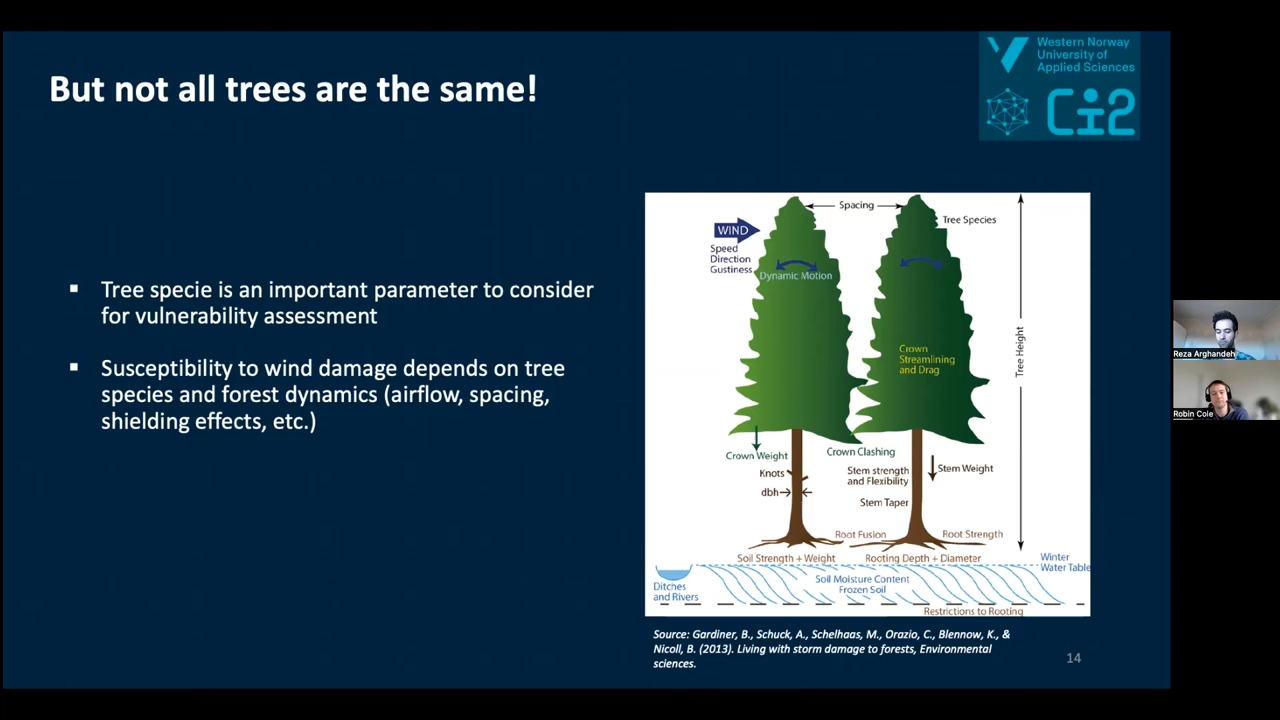 But not all trees are the same!
Western Norway
University of
Applied Sciences
Ci2
▪ Tree specie is an important parameter to consider
for vulnerability assessment
▪ Susceptibility to wind damage depends on tree
species and forest dynamics (airflow, spacing,
shielding effects, etc.)
Spacing
Tree Species
WIND
Speed
Direction
Gustiness
Dynamic Motion
Crown
Streamlining
and Drag
Tree Height
Crown Weight
Crown Clashing
Knots
Stem strength
and Flexibility
Stem Weight
dbh
Stem Taper
Root Fusion
Root Strength
Soil Strength + Weight
Rooting Depth + Diameter
Winter
Water Table
Ditches
and Rivers
Soil Moisture Content
Frozen Soil
Restrictions to Rooting
Source: Gardiner, B., Schuck, A., Schelhaas, M., Orazio, C., Blennow, K., &
Nicoll, B. (2013). Living with storm damage to forests, Environmental
sciences.
14
Reza Arghandeh
Robin Cole